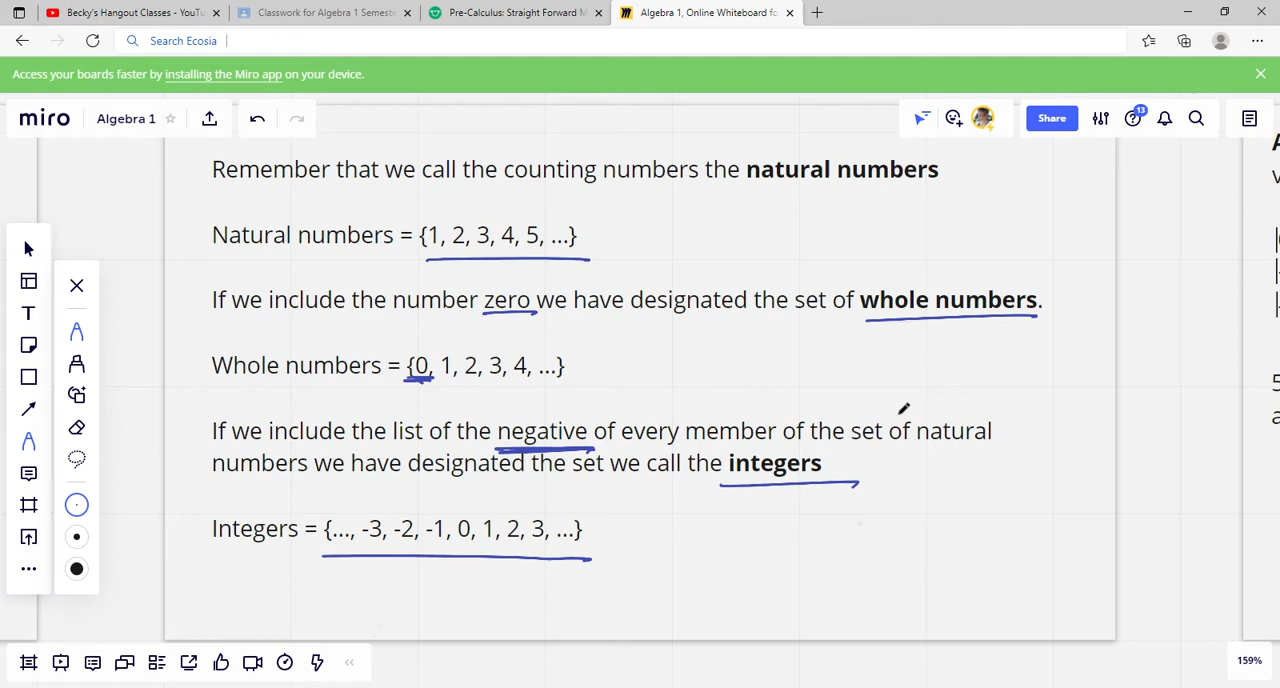 Becky's Hangout Classes - YouTu
Classwork for Algebra 1 Semeste
Pre-Calculus: Straight Forward M
Algebra 1, Online Whiteboard fo
Search Ecosia
Access your boards faster by installing the Miro app on your device.
miro
Algebra 1
13
Share
Remember that we call the counting numbers the natural numbers
Natural numbers = {1, 2, 3, 4, 5, ...}
If we include the number zero we have designated the set of whole numbers.
Whole numbers = {0, 1, 2, 3, 4, ...}
If we include the list of the negative of every member of the set of natural
numbers we have designated the set we call the integers
Integers = {..., -3, -2, -1, 0, 1, 2, 3, ...}
159%